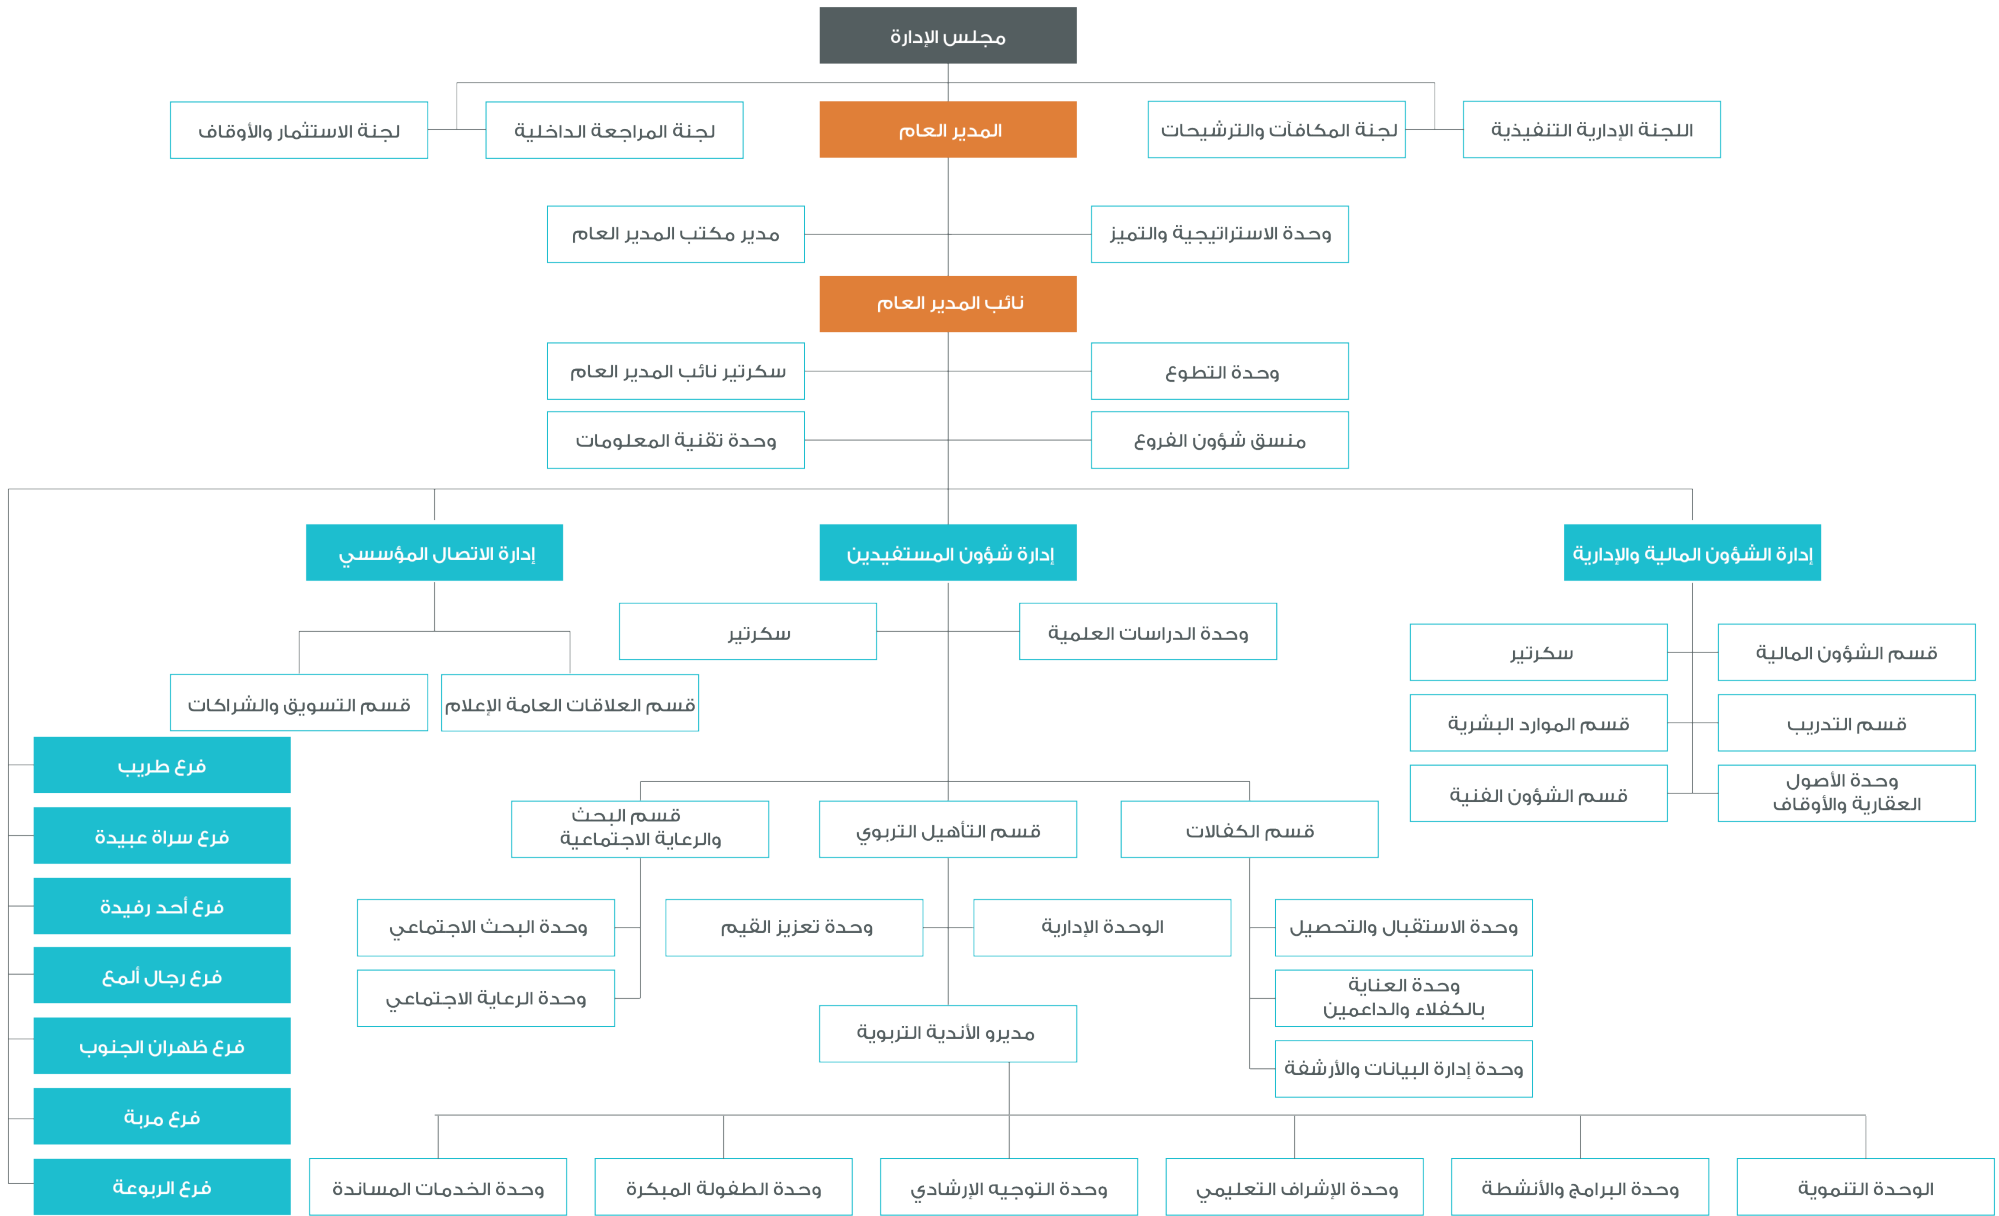 مجلس الإدارة
اللجنة الإدارية التنفيذية
لجنة المكافآت والترشيحات
المدير العام
لجنة المراجعة الداخلية
لجنة الاستثمار والأوقاف
وحدة الاستراتيجية والتميز
مدير مكتب المدير العام
نائب المدير العام
وحدة التطوع
سكرتير نائب المدير العام
منسق شؤون الفروع
وحدة تقنية المعلومات
إدارة الشؤون المالية والإدارية
إدارة شؤون المستفيدين
إدارة الاتصال المؤسسي
قسم الشؤون المالية
سكرتير
قسم التدريب
قسم الموارد البشرية
وحدة الأصول
العقارية والأوقاف
قسم الشؤون الفنية
وحدة الدراسات العلمية
سكرتير
قسم العلاقات العامة الإعلام
قسم التسويق والشراكات
قسم الكفالات
قسم التأهيل التربوي
قسم البحث
والرعاية الاجتماعية
وحدة الاستقبال والتحصيل
وحدة العناية
بالكفلاء والداعمين
وحدة إدارة البيانات والأرشفة
الوحدة الإدارية
وحدة تعزيز القيم
مديرو الأندية التربوية
وحدة البحث الاجتماعي
وحدة الرعاية الاجتماعي
الوحدة التنموية
وحدة البرامج والأنشطة
وحدة الإشراف التعليمي
وحدة التوجيه الإرشادي
وحدة الطفولة المبكرة
وحدة الخدمات المساندة
فرع طريب
فرع سراة عبيدة
فرع أحد رفيدة
فرع رجال ألمع
فرع ظهران الجنوب
فرع مربة
فرع الربوعة